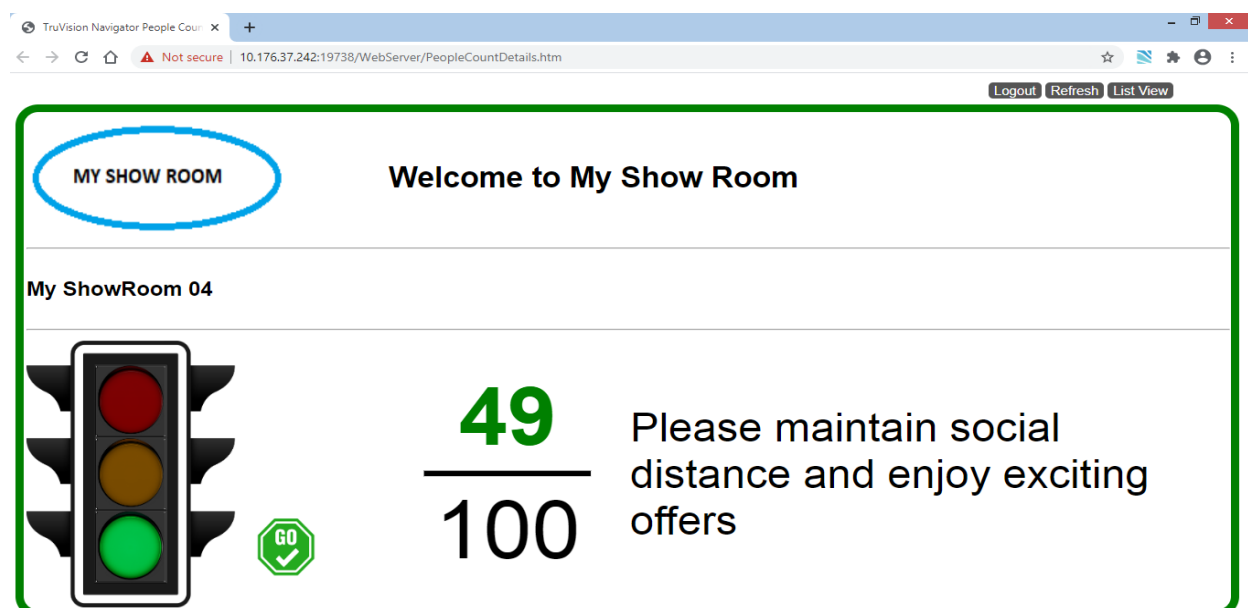 TruVision Navigator People Coun
Not secure | 10.176.37.242:19738/WebServer/PeopleCountDetails.htm
Logout Refresh List View
MY SHOW ROOM
Welcome to My Show Room
My ShowRoom 04
49
100
Please maintain social
distance and enjoy exciting
offers
GO